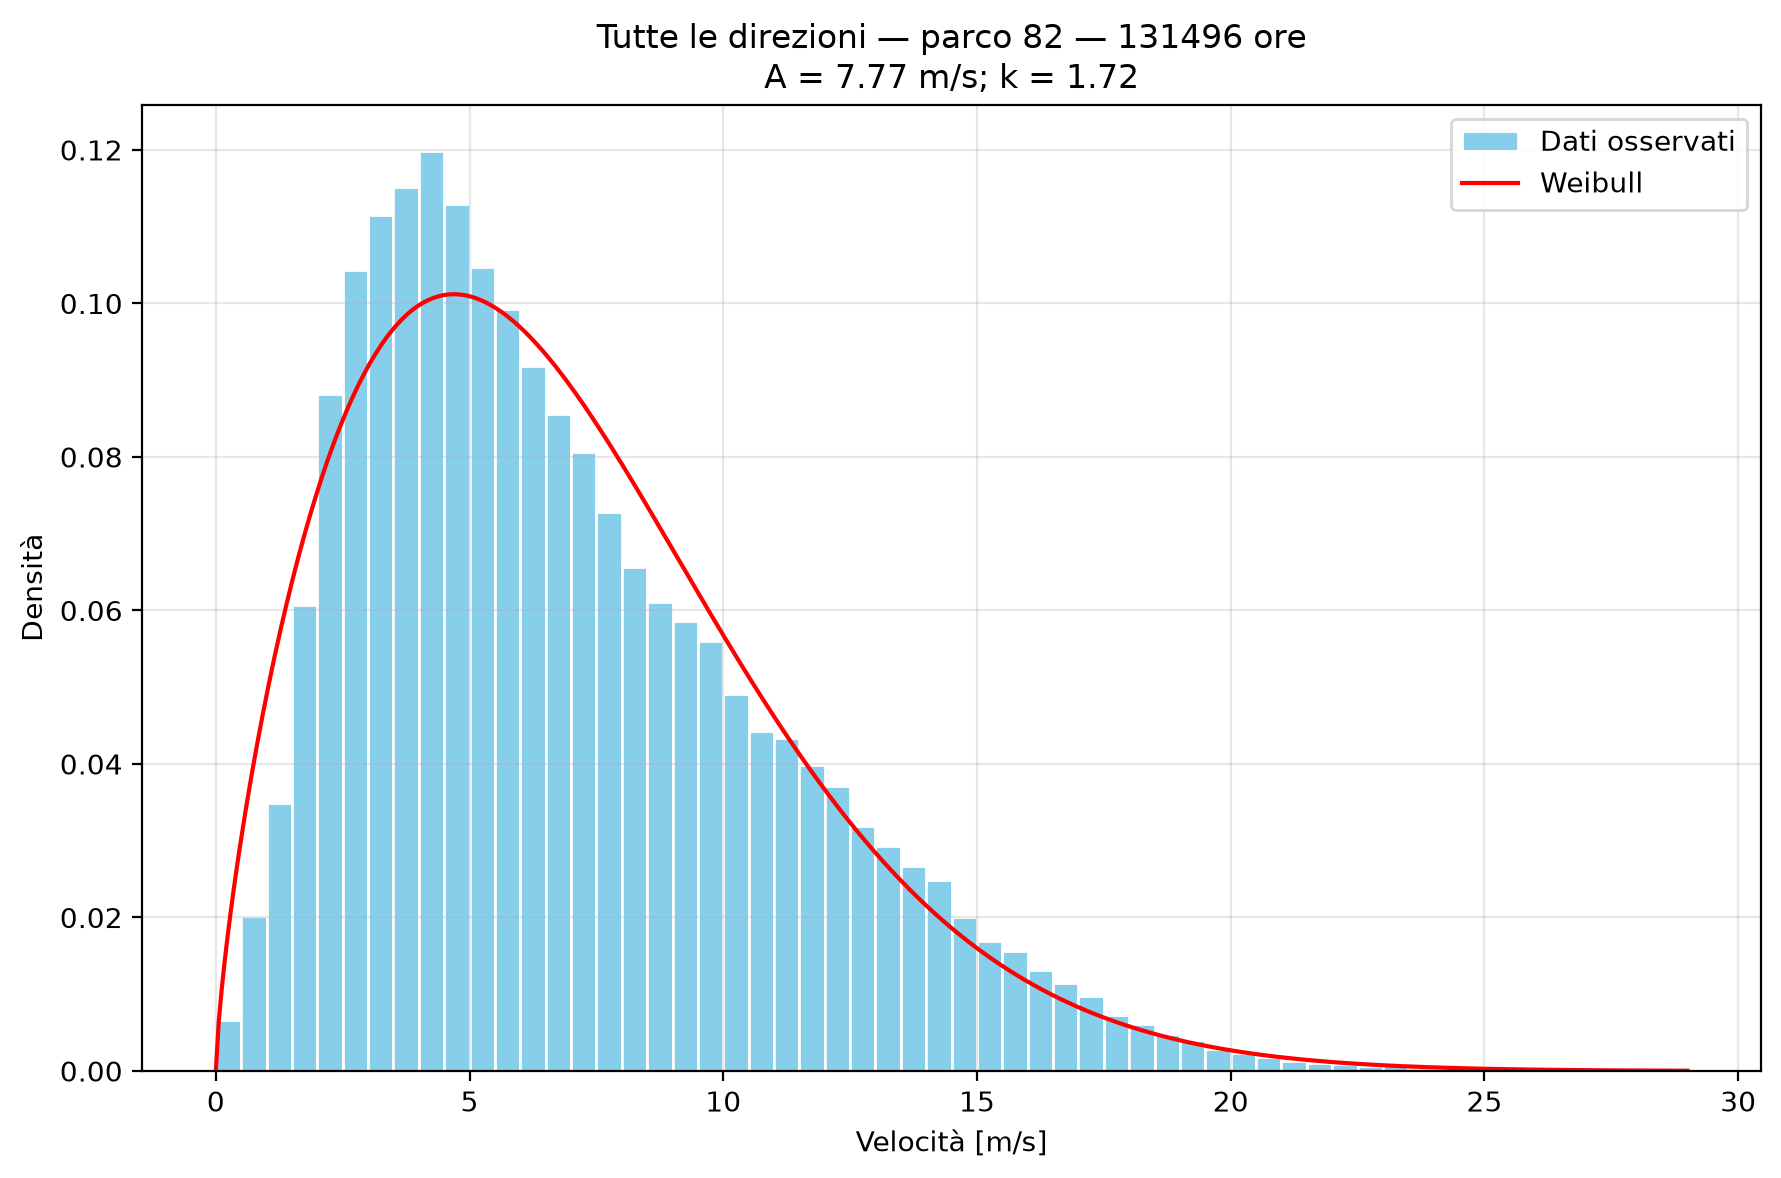 Tutte le direzioni — parco 82 — 131496 ore
A = 7.77 m/s; k = 1.72
Dati osservati
Weibull
Densità
0.12
0.10
0.08
0.06
0.04
0.02
0.00
0 5 10 15 20 25 30
Velocità [m/s]